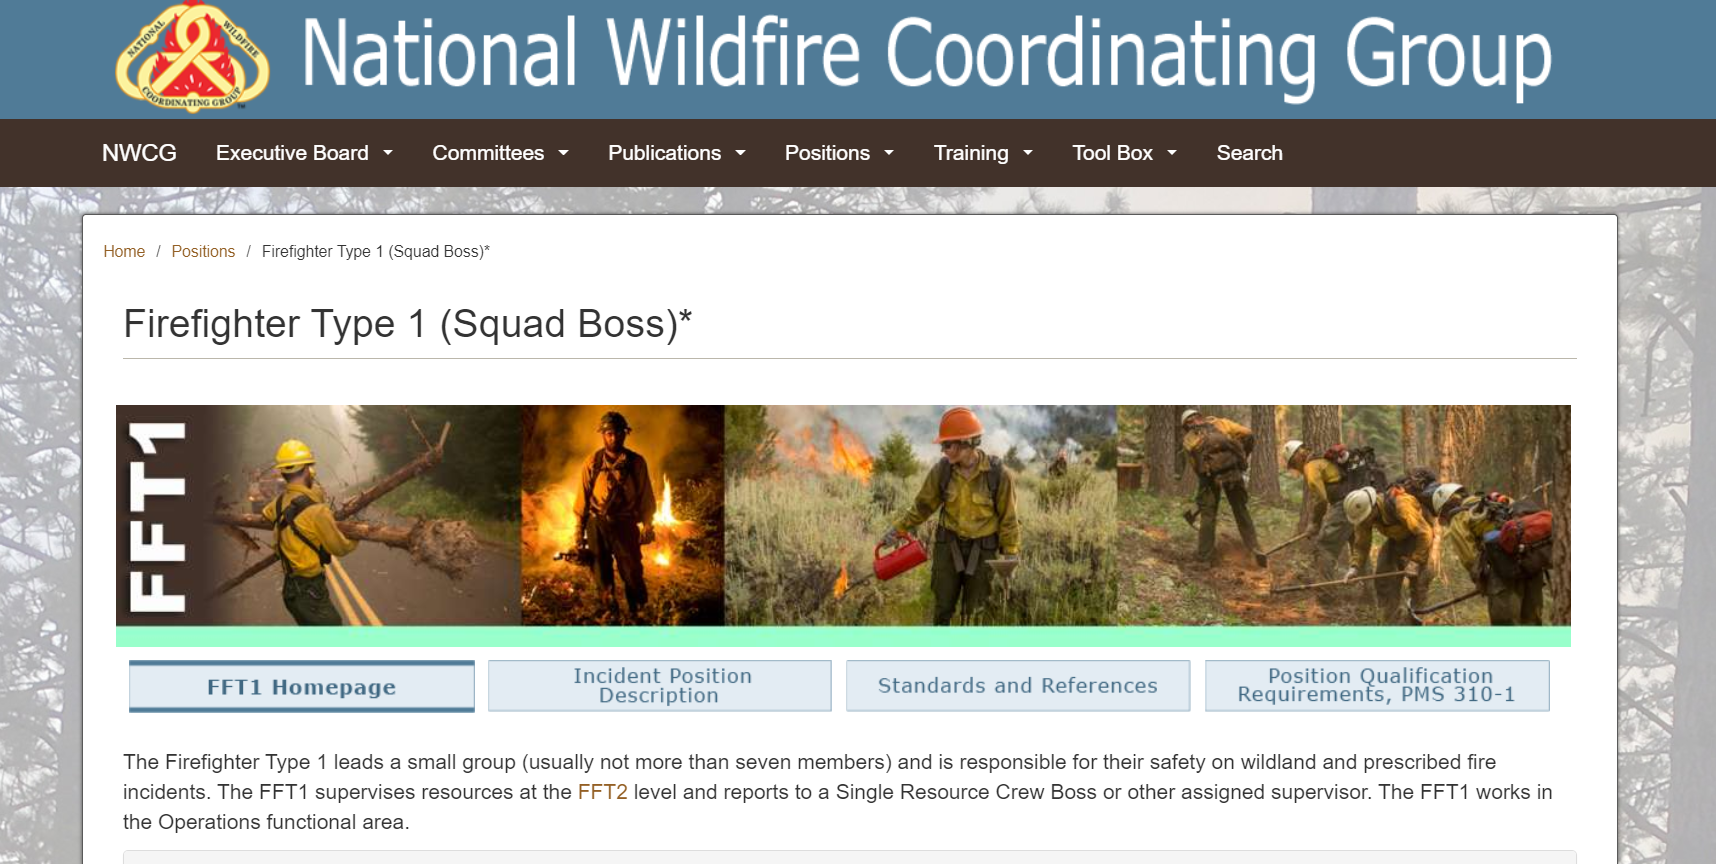 NATIONAL WILDFIRE
COORDINATING GROUP
TM
National Wildfire Coordinating Group
NWCG Executive Board Committees Publications Positions Training Tool Box Search
Home / Positions / Firefighter Type 1 (Squad Boss)*
Firefighter Type 1 (Squad Boss)*
FFT1
FFT1 Homepage
Incident Position
Description
Standards and References
Position Qualification
Requirements, PMS 310-1
The Firefighter Type 1 leads a small group (usually not more than seven members) and is responsible for their safety on wildland and prescribed fire
incidents. The FFT1 supervises resources at the FFT2 level and reports to a Single Resource Crew Boss or other assigned supervisor. The FFT1 works in
the Operations functional area.